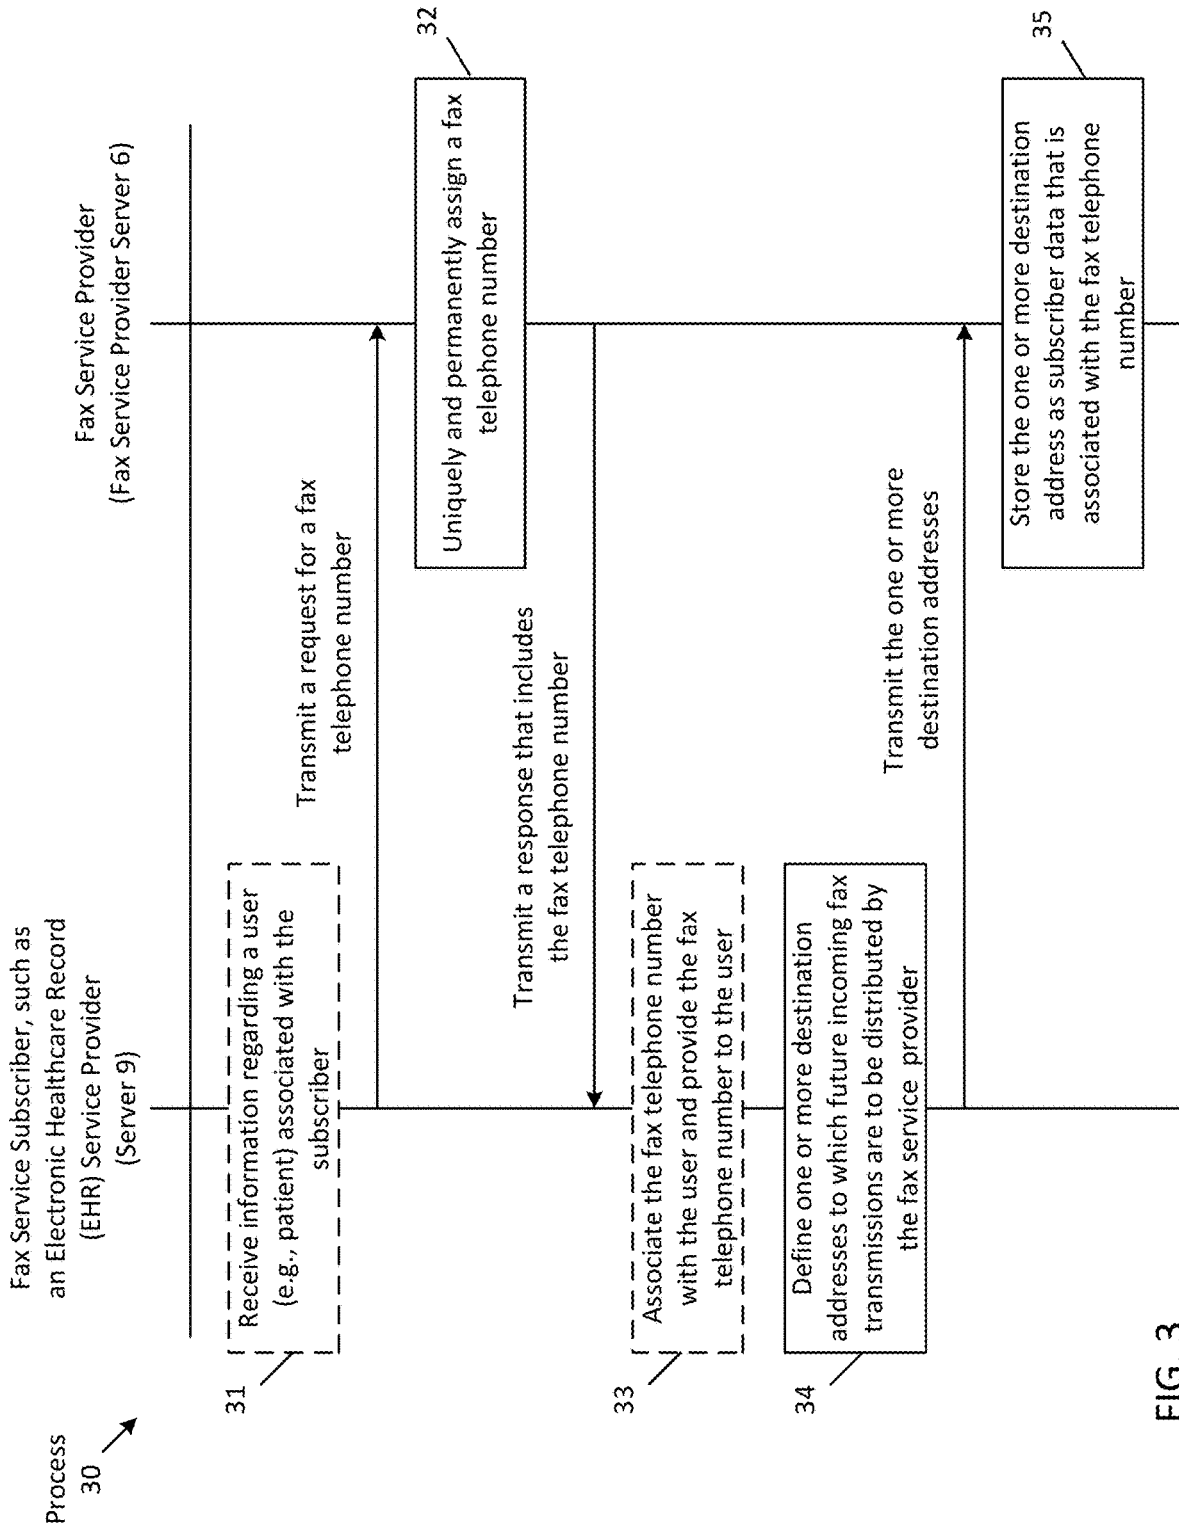 Process
30
Fax Service Subscriber, such as
an Electronic Healthcare Record
(EHR) Service Provider
(Server 9)
Fax Service Provider
(Fax Service Provider Server 6)
31
Receive information regarding a user
(e.g., patient) associated with the
subscriber
Transmit a request for a fax
telephone number
32
Uniquely and permanently assign a fax
telephone number
Transmit a response that includes
the fax telephone number
33
Associate the fax telephone number
with the user and provide the fax
telephone number to the user
34
Define one or more destination
addresses to which future incoming fax
transmissions are to be distributed by
the fax service provider
Transmit the one or more
destination addresses
35
Store the one or more destination
address as subscriber data that is
associated with the fax telephone
number
FIG. 3